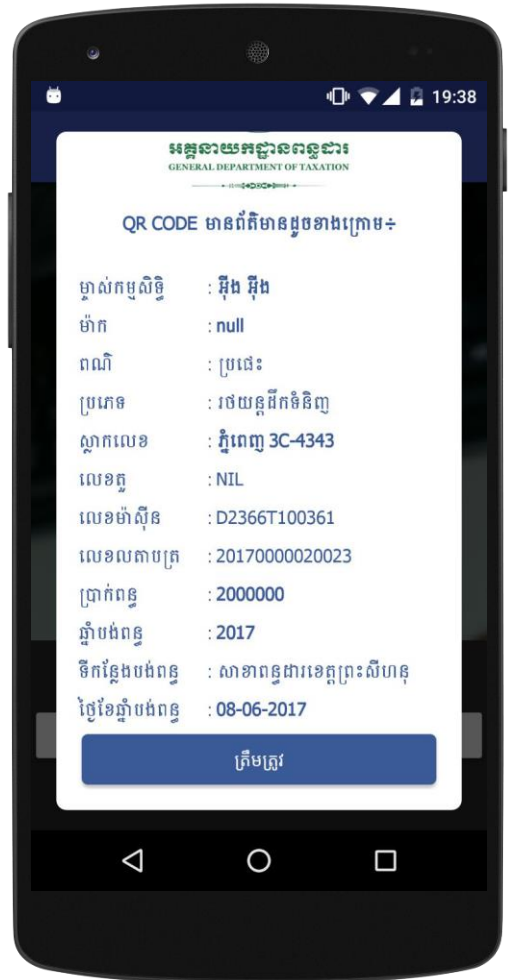 19:38
អគ្គនាយកដ្ឋានពន្ធដារ
GENERAL DEPARTMENT OF TAXATION
QR CODE មានព័ត៌មានដូចខាងក្រោម÷
ម្ចាស់កម្មសិទ្ធិ : អ៊ីង អ៊ីង
ម៉ាក : null
ពណ៌ : ប្រផេះ
ប្រភេទ : រថយន្តដឹកទំនិញ
ស្លាកលេខ : ភ្នំពេញ 3C-4343
លេខតួ : NIL
លេខម៉ាស៊ីន : D2366T100361
លេខលតាបត្រ : 20170000020023
ប្រាក់ពន្ធ : 2000000
ឆ្នាំបង់ពន្ធ : 2017
ទីកន្លែងបង់ពន្ធ : សាខាពន្ធដារខេត្តព្រះសីហនុ
ថ្ងៃខែឆ្នាំបង់ពន្ធ : 08-06-2017
ត្រឹមត្រូវ